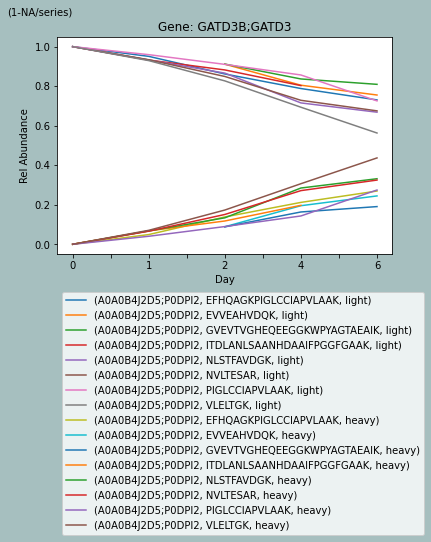 (1-NA/series)
Gene: GATD3B;GATD3
1.0
0.8
0.6
0.4
0.2
0.0
Rel Abundance
0 1 2 4 6
Day
(A0A0B4J2D5;P0DPI2, EFHQAGKPIGLCCIAPVLAAK, light)
(A0A0B4J2D5;P0DPI2, EVVEAHVDQK, light)
(A0A0B4J2D5;P0DPI2, GVEVTVGHEQEEGGKWPYAGTAEAIK, light)
(A0A0B4J2D5;P0DPI2, ITDLANLSAANHDAAIFPGGFGAAK, light)
(A0A0B4J2D5;P0DPI2, NLSTFAVDGK, light)
(A0A0B4J2D5;P0DPI2, NVLTESAR, light)
(A0A0B4J2D5;P0DPI2, PIGLCCIAPVLAAK, light)
(A0A0B4J2D5;P0DPI2, VLELTGK, light)
(A0A0B4J2D5;P0DPI2, EFHQAGKPIGLCCIAPVLAAK, heavy)
(A0A0B4J2D5;P0DPI2, EVVEAHVDQK, heavy)
(A0A0B4J2D5;P0DPI2, GVEVTVGHEQEEGGKWPYAGTAEAIK, heavy)
(A0A0B4J2D5;P0DPI2, ITDLANLSAANHDAAIFPGGFGAAK, heavy)
(A0A0B4J2D5;P0DPI2, NLSTFAVDGK, heavy)
(A0A0B4J2D5;P0DPI2, NVLTESAR, heavy)
(A0A0B4J2D5;P0DPI2, PIGLCCIAPVLAAK, heavy)
(A0A0B4J2D5;P0DPI2, VLELTGK, heavy)